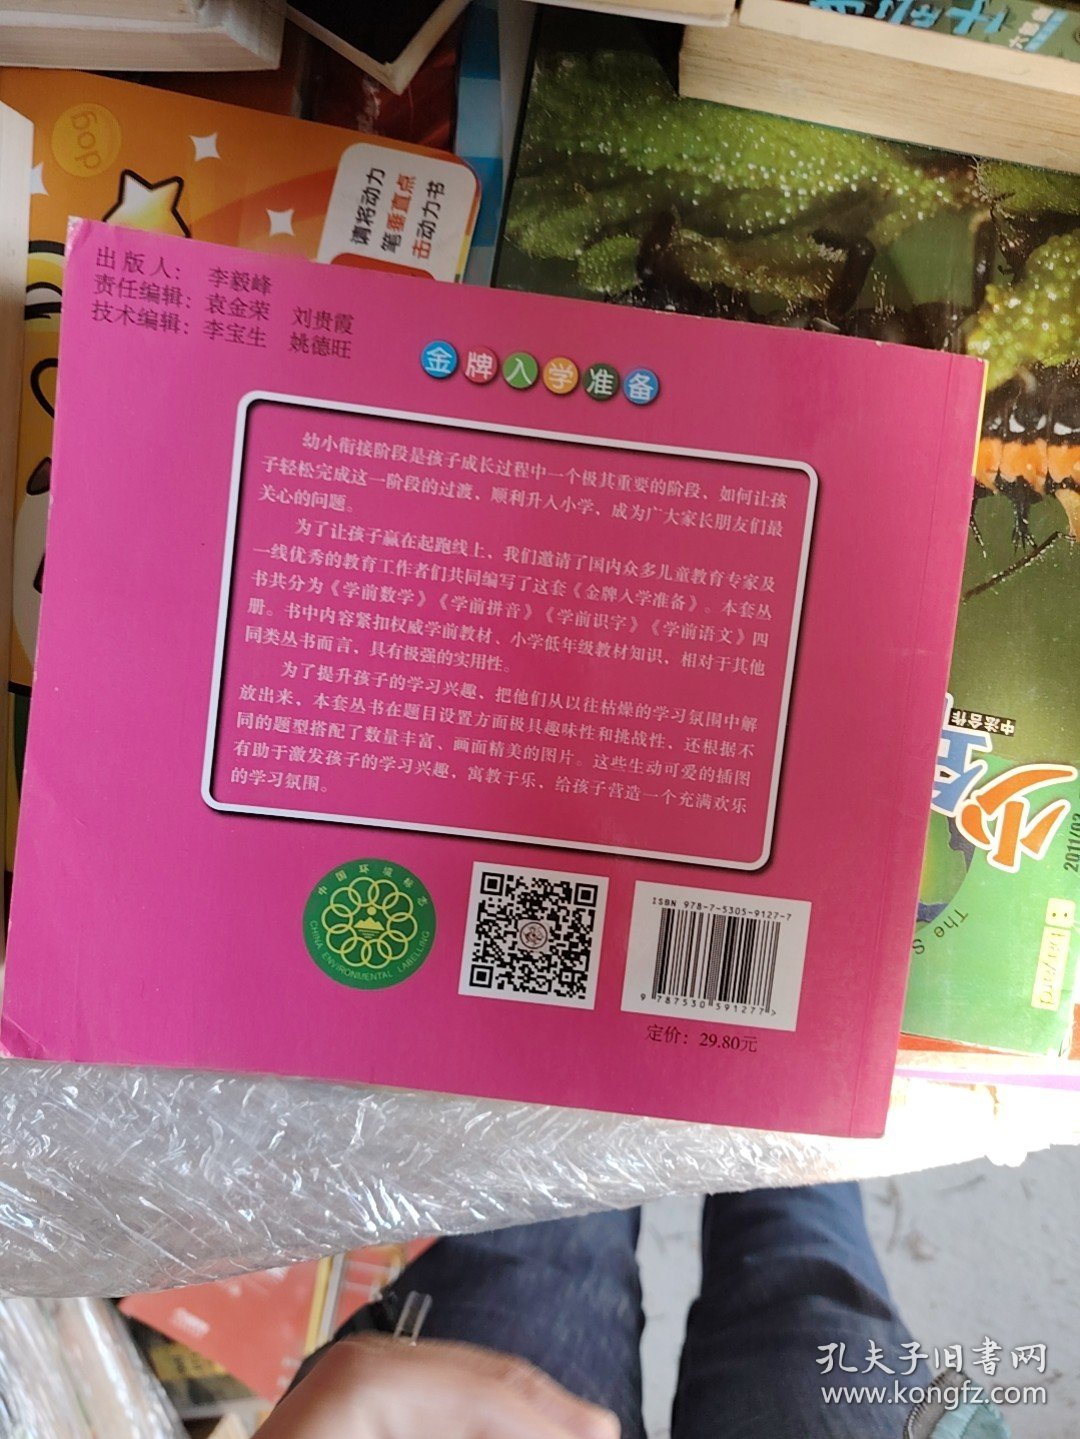 出版人： 李毅峰
责任编辑：袁金荣 刘贵霞
技术编辑：李宝生 姚德旺
金牌入学准备
幼小衔接阶段是孩子成长过程中一个极其重要的阶段、如何让孩
子轻松完成这一阶段的过渡、顺利升入小学、成为广大家长朋友们最
关心的问题。
为了让孩子赢在起跑线上，我们邀请了国内众多儿童教育专家及
一线优秀的教育工作者们共同编写了这套《金牌入学准备》。本套丛
书共分为《学前数学》《学前拼音》《学前识字》《学前语文》四
册。书中内容紧扣权威学前教材、小学低年级教材知识，相对于其他
同类丛书而言，具有极强的实用性。
为了提升孩子的学习兴趣、把他们从以往枯燥的学习氛围中解
放出来，本套丛书在题目设置方面极具趣味性和挑战性，还根据不
同的题型搭配了数量丰富、画面精美的图片。这些生动可爱的插图
有助于激发孩子的学习兴趣，寓教于乐，给孩子营造一个充满欢乐
的学习氛围。
中国环境标志
CHINA ENVIRONMENTAL LABELLING
ISBN 978-7-5305-9127-7
9 787530 591277 >
定价：29.80元
dog
请将动力
笔垂直点
击动力书
中法合作
少
2011/03
The S
孔夫子旧书网
www.kongfz.com